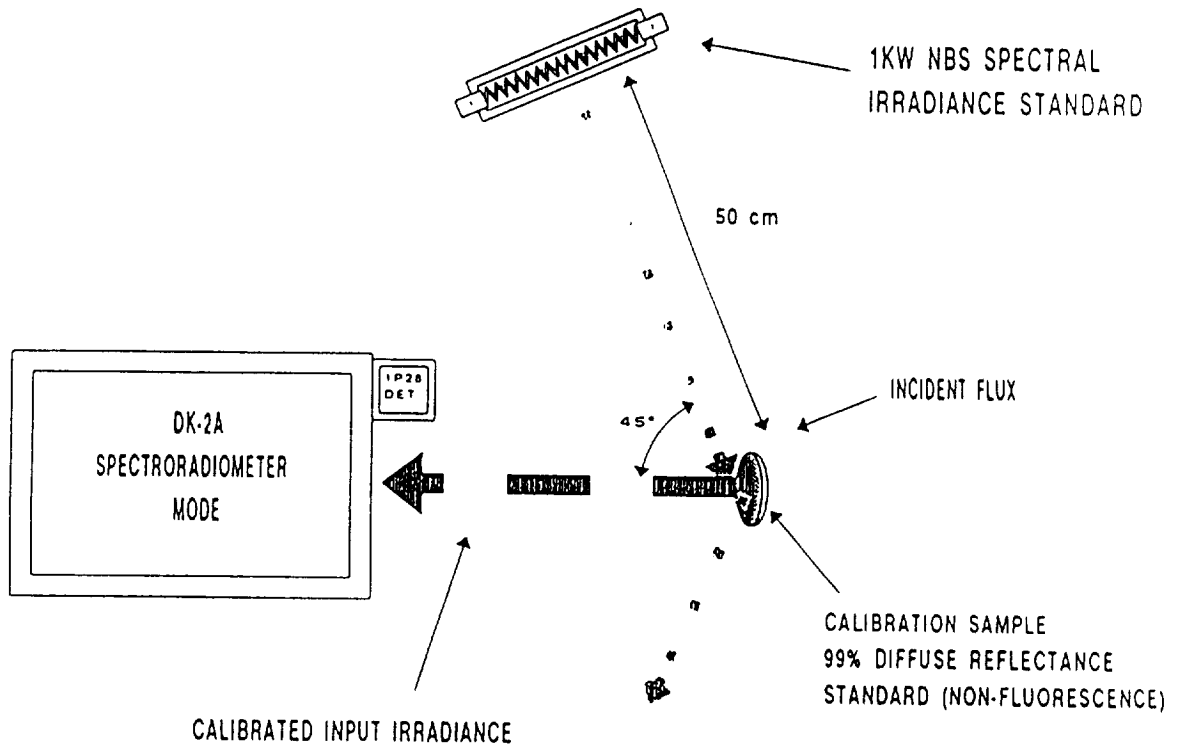 1KW NBS SPECTRAL
IRRADIANCE STANDARD
50 cm
1P28
DET
INCIDENT FLUX
45°
DK-2A
SPECTRORADIOMETER
MODE
CALIBRATION SAMPLE
99% DIFFUSE REFLECTANCE
STANDARD (NON-FLUORESCENCE)
CALIBRATED INPUT IRRADIANCE